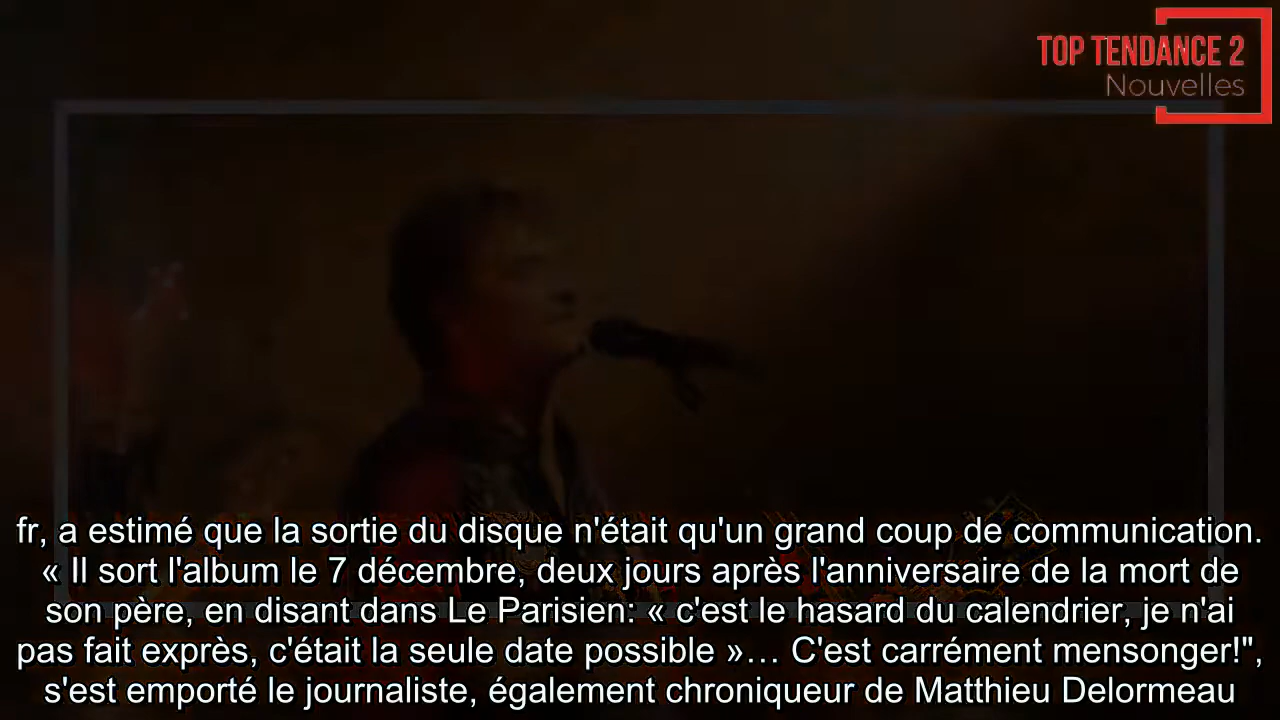 TOP TENDANCE 2
Nouvelles
fr, a estimé que la sortie du disque n'était qu'un grand coup de communication.
« Il sort l'album le 7 décembre, deux jours après l'anniversaire de la mort de
son père, en disant dans Le Parisien: « c'est le hasard du calendrier, je n'ai
pas fait exprès, c'était la seule date possible »… C'est carrément mensonger!",
s'est emporté le journaliste, également chroniqueur de Matthieu Delormeau